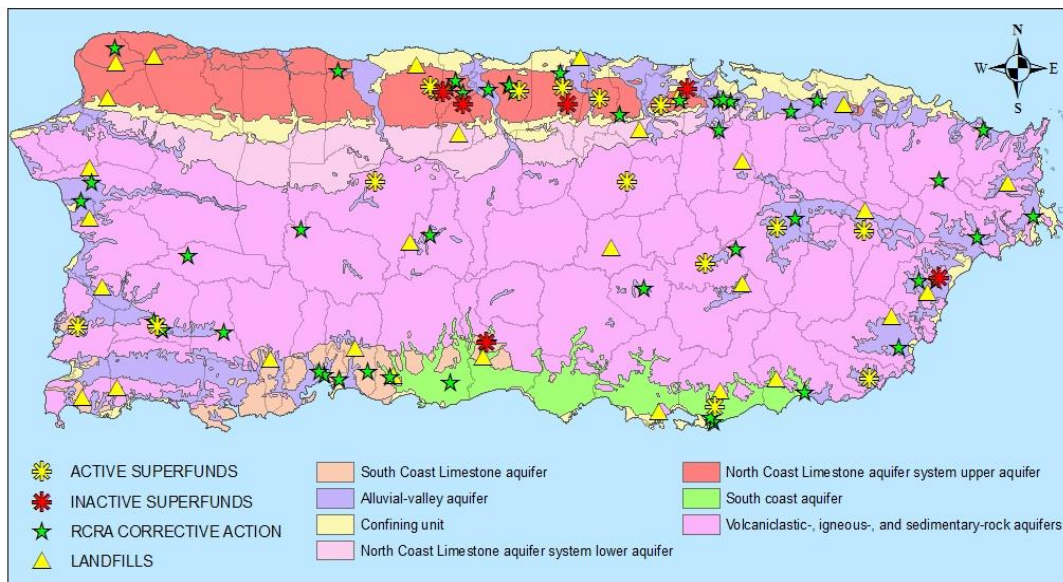 N
W E
S
ACTIVE SUPERFUNDS
INACTIVE SUPERFUNDS
RCRA CORRECTIVE ACTION
LANDFILLS
South Coast Limestone aquifer
Alluvial-valley aquifer
Confining unit
North Coast Limestone aquifer system lower aquifer
North Coast Limestone aquifer system upper aquifer
South coast aquifer
Volcaniclastic-, igneous-, and sedimentary-rock aquifers